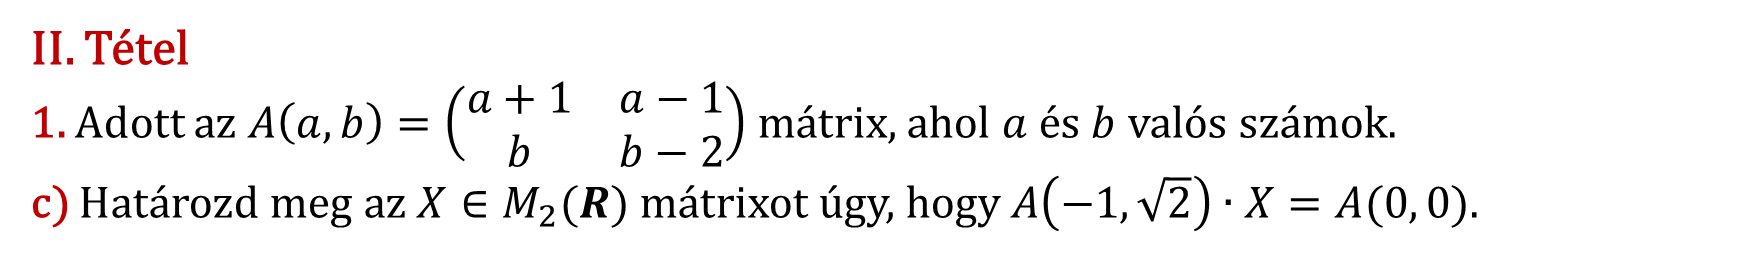 II. Tétel
1. Adott az A(a, b) = (a + 1 a − 1
b b − 2) mátrix, ahol a és b valós számok.
c) Határozd meg az X ∈ M₂(R) mátrixot úgy, hogy A(−1, √2) · X = A(0, 0).